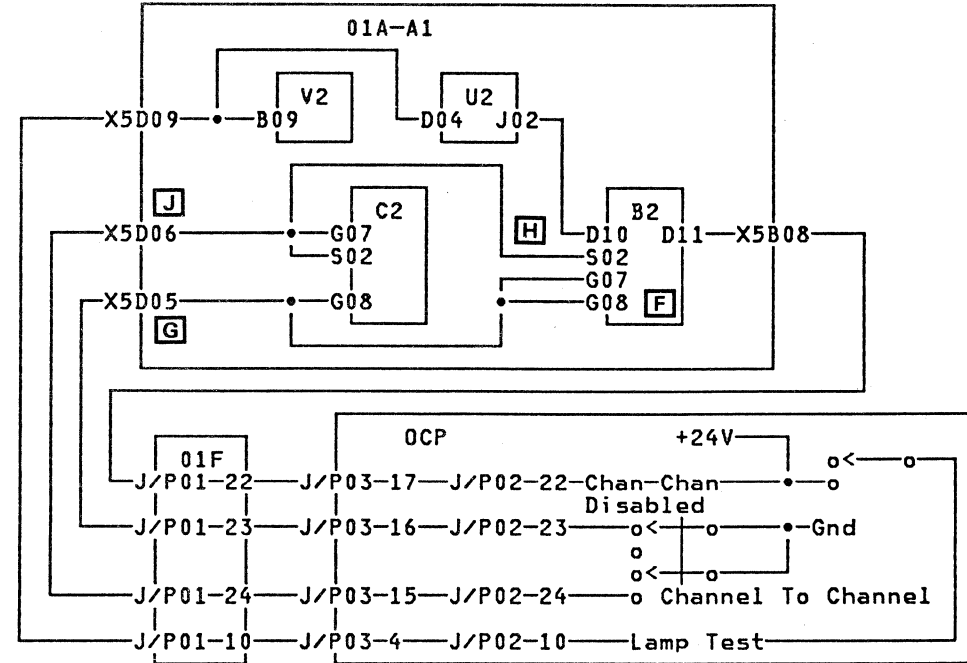 01A-A1
V2 U2
X5D09 B09 D04 J02
J
C2 H B2
X5D06 G07 D10 D11 X5B08
S02 S02
G07
X5D05 G08 G08 F
G
OCP +24V
01F
J/P01-22 J/P03-17 J/P02-22 Chan-Chan
Disabled
J/P01-23 J/P03-16 J/P02-23 Gnd
J/P01-24 J/P03-15 J/P02-24 Channel To Channel
J/P01-10 J/P03-4 J/P02-10 Lamp Test